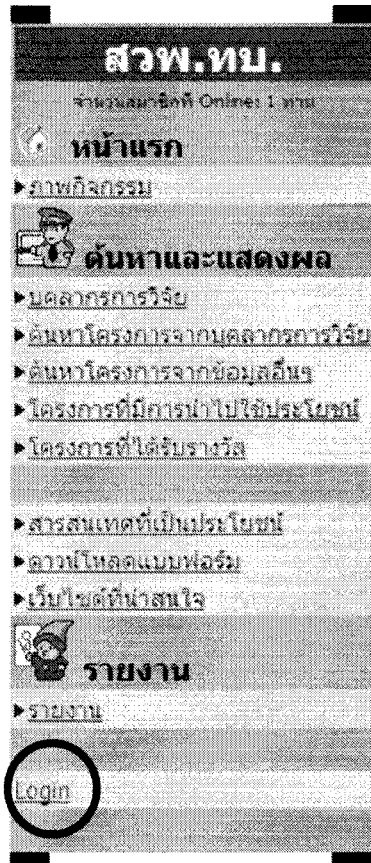 สวพ.ทบ.
จำนวนสมาชิกที่ Online: 1 ท่าน
หน้าแรก
ภาพกิจกรรม
ค้นหาและแสดงผล
บุคลากรการวิจัย
ค้นหาโครงการจากบุคลากรการวิจัย
ค้นหาโครงการจากข้อมูลอื่นๆ
โครงการที่มีการนำไปใช้ประโยชน์
โครงการที่ได้รับรางวัล
สารสนเทศที่เป็นประโยชน์
ดาวน์โหลดแบบฟอร์ม
เว็บไซต์ที่น่าสนใจ
รายงาน
รายงาน
Login